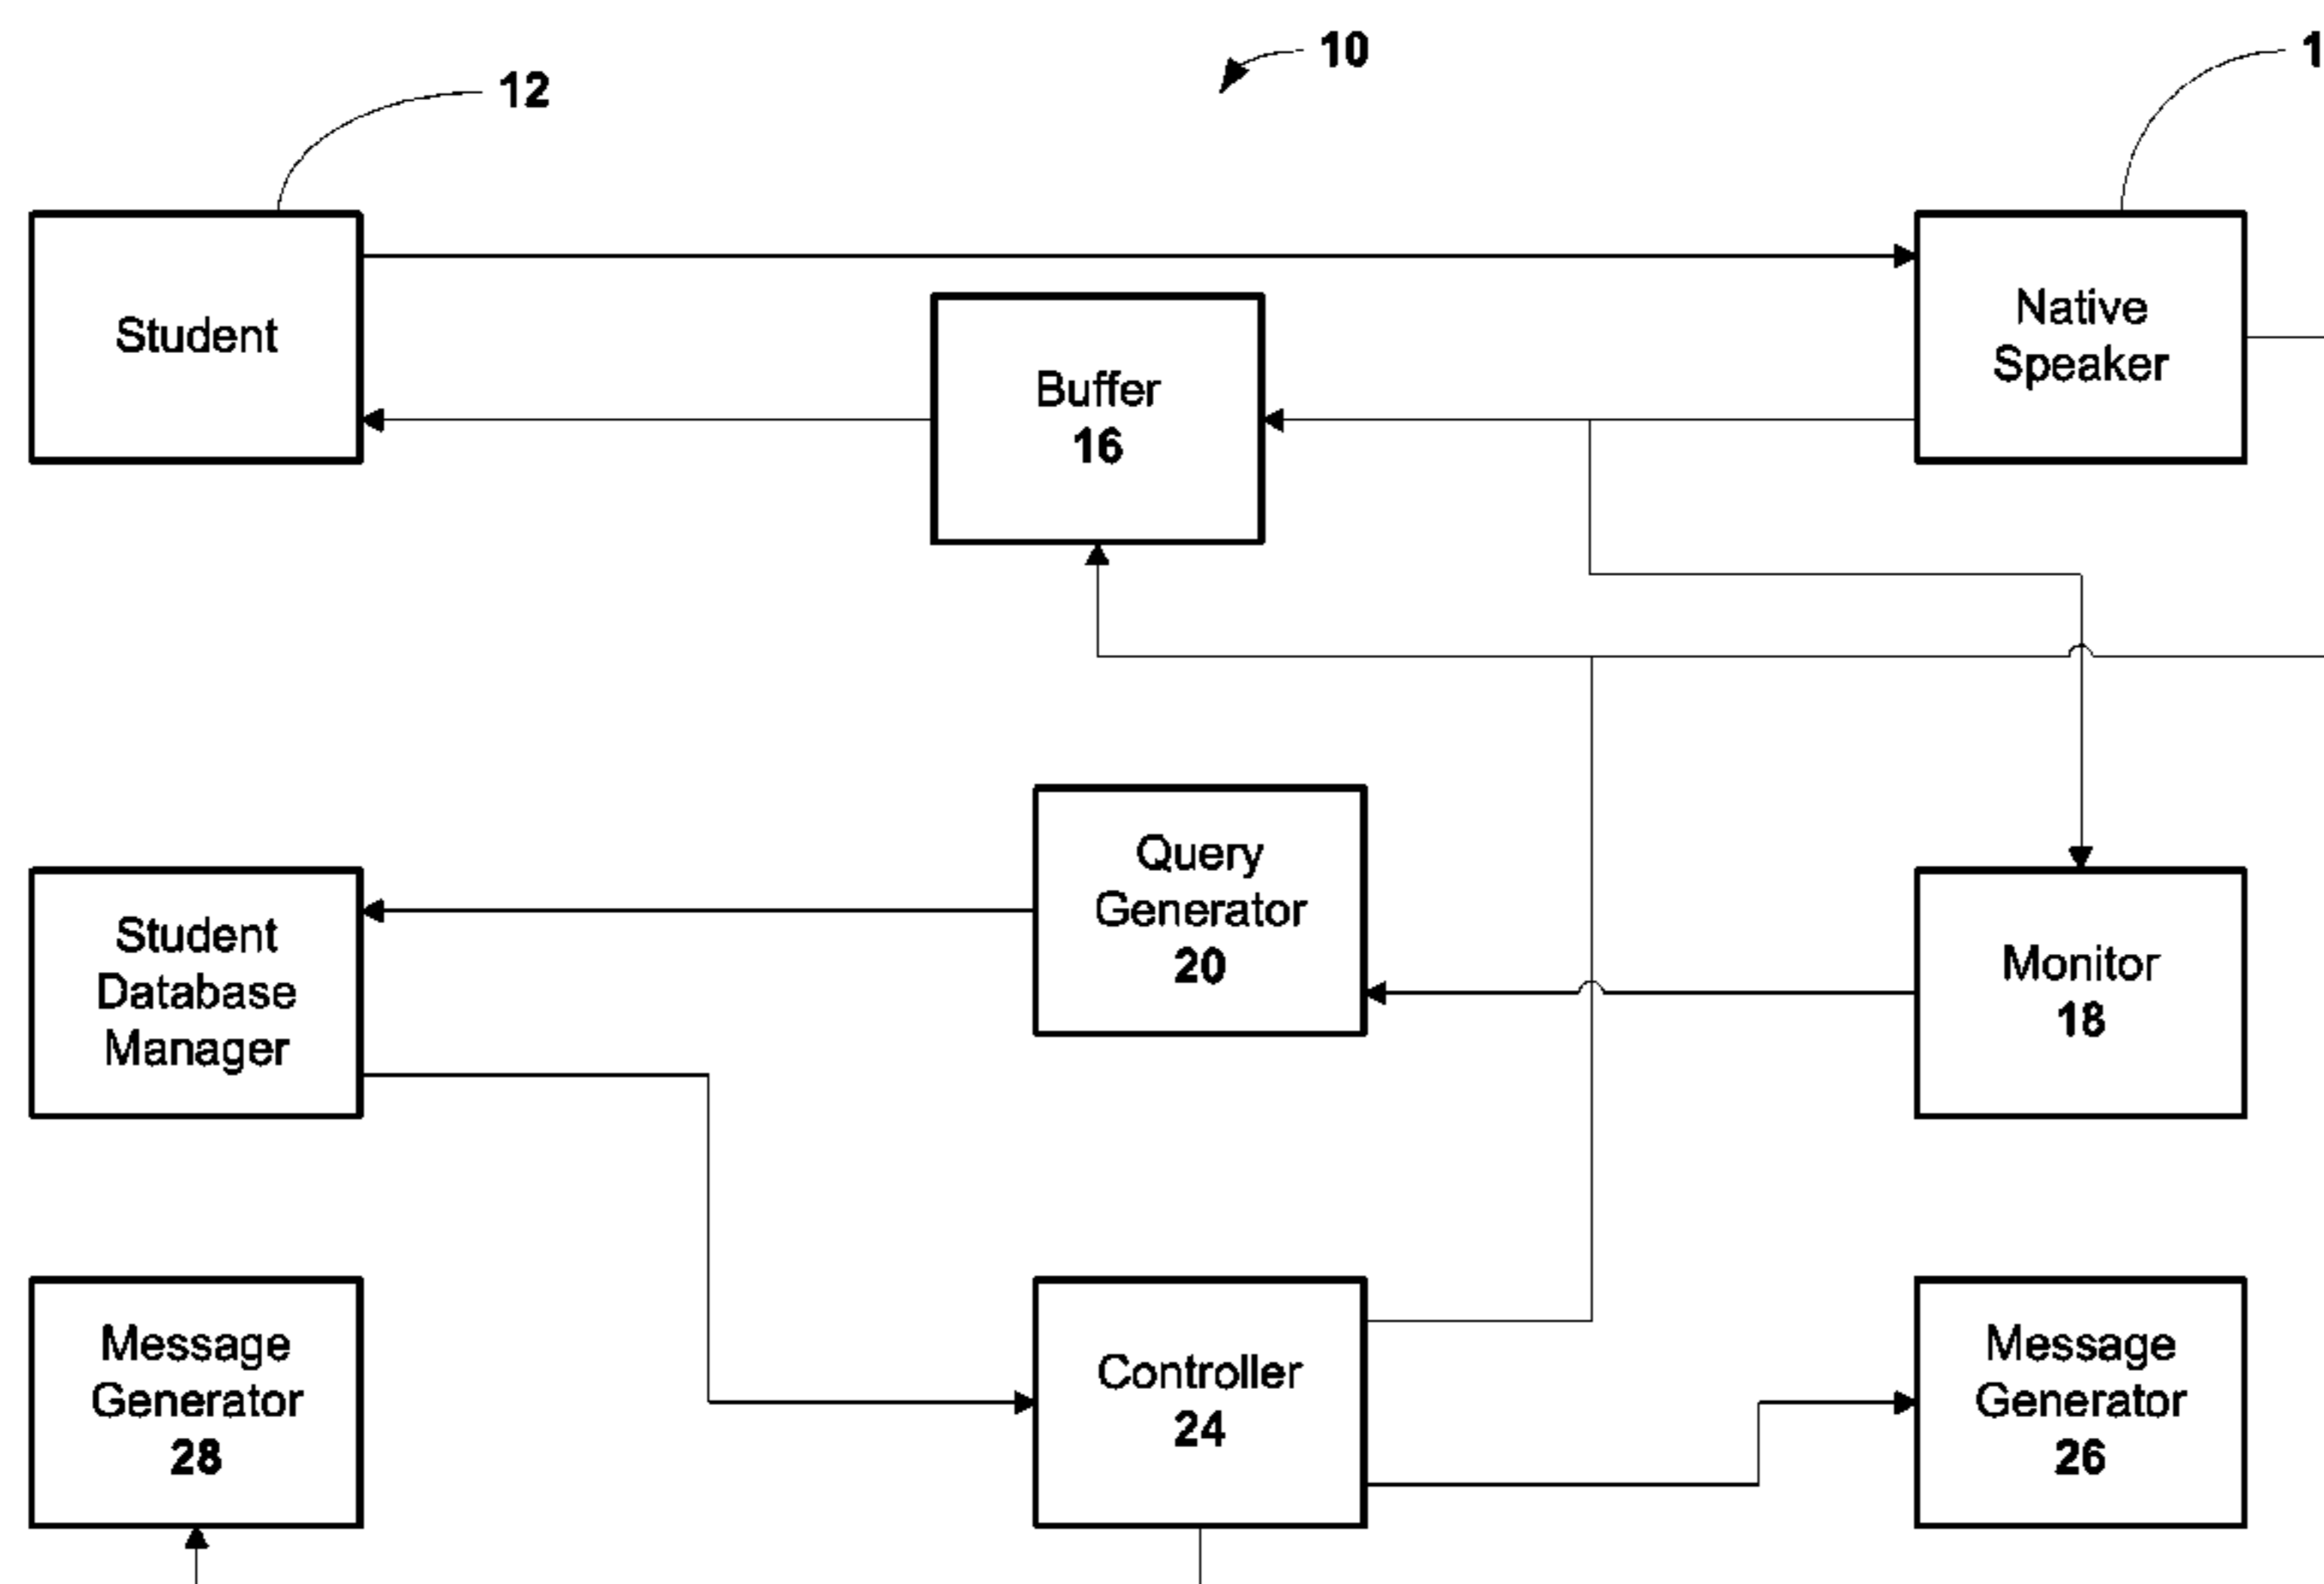 10
12
1
Student
Native
Speaker
Buffer
16
Query
Generator
20
Student
Database
Manager
Monitor
18
Message
Generator
28
Controller
24
Message
Generator
26